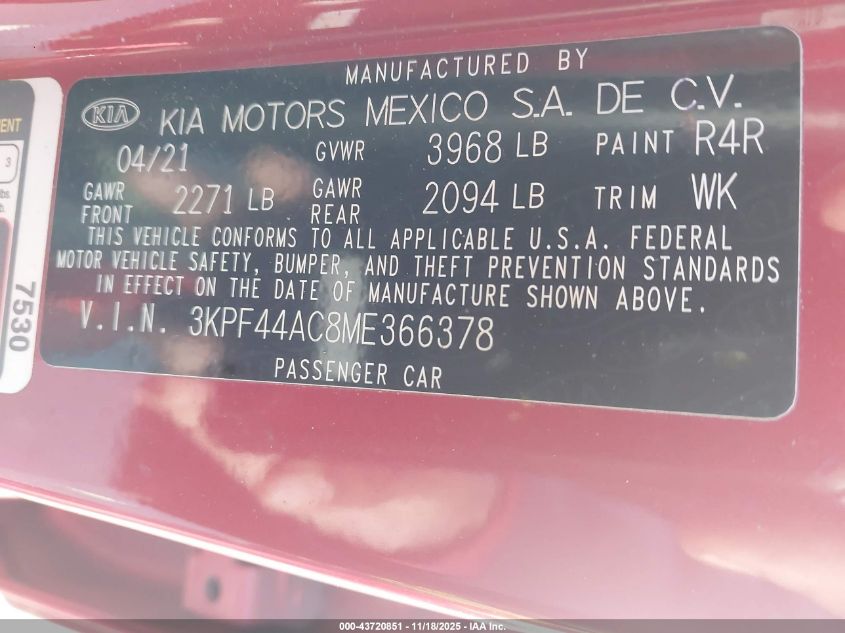 MANUFACTURED BY
KIA KIA MOTORS MEXICO S.A. DE C.V.
04/21 GVWR 3968 LB PAINT R4R
GAWR FRONT 2271 LB GAWR REAR 2094 LB TRIM WK
THIS VEHICLE CONFORMS TO ALL APPLICABLE U.S.A. FEDERAL
MOTOR VEHICLE SAFETY, BUMPER, AND THEFT PREVENTION STANDARDS
IN EFFECT ON THE DATE OF MANUFACTURE SHOWN ABOVE.
V.I.N. 3KPF44AC8ME366378
PASSENGER CAR
3
lbs.
7530
000-43720851 - 11/18/2025 - IAA Inc.